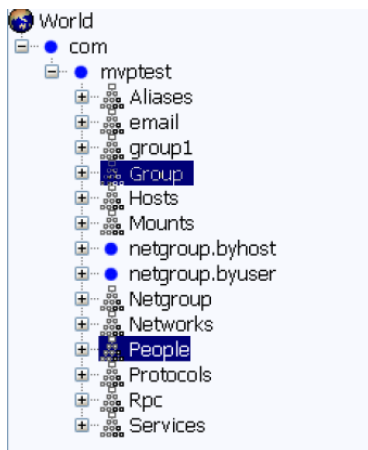 World
com
mvptest
Aliases
email
group1
Group
Hosts
Mounts
netgroup.byhost
netgroup.byuser
Netgroup
Networks
People
Protocols
Rpc
Services